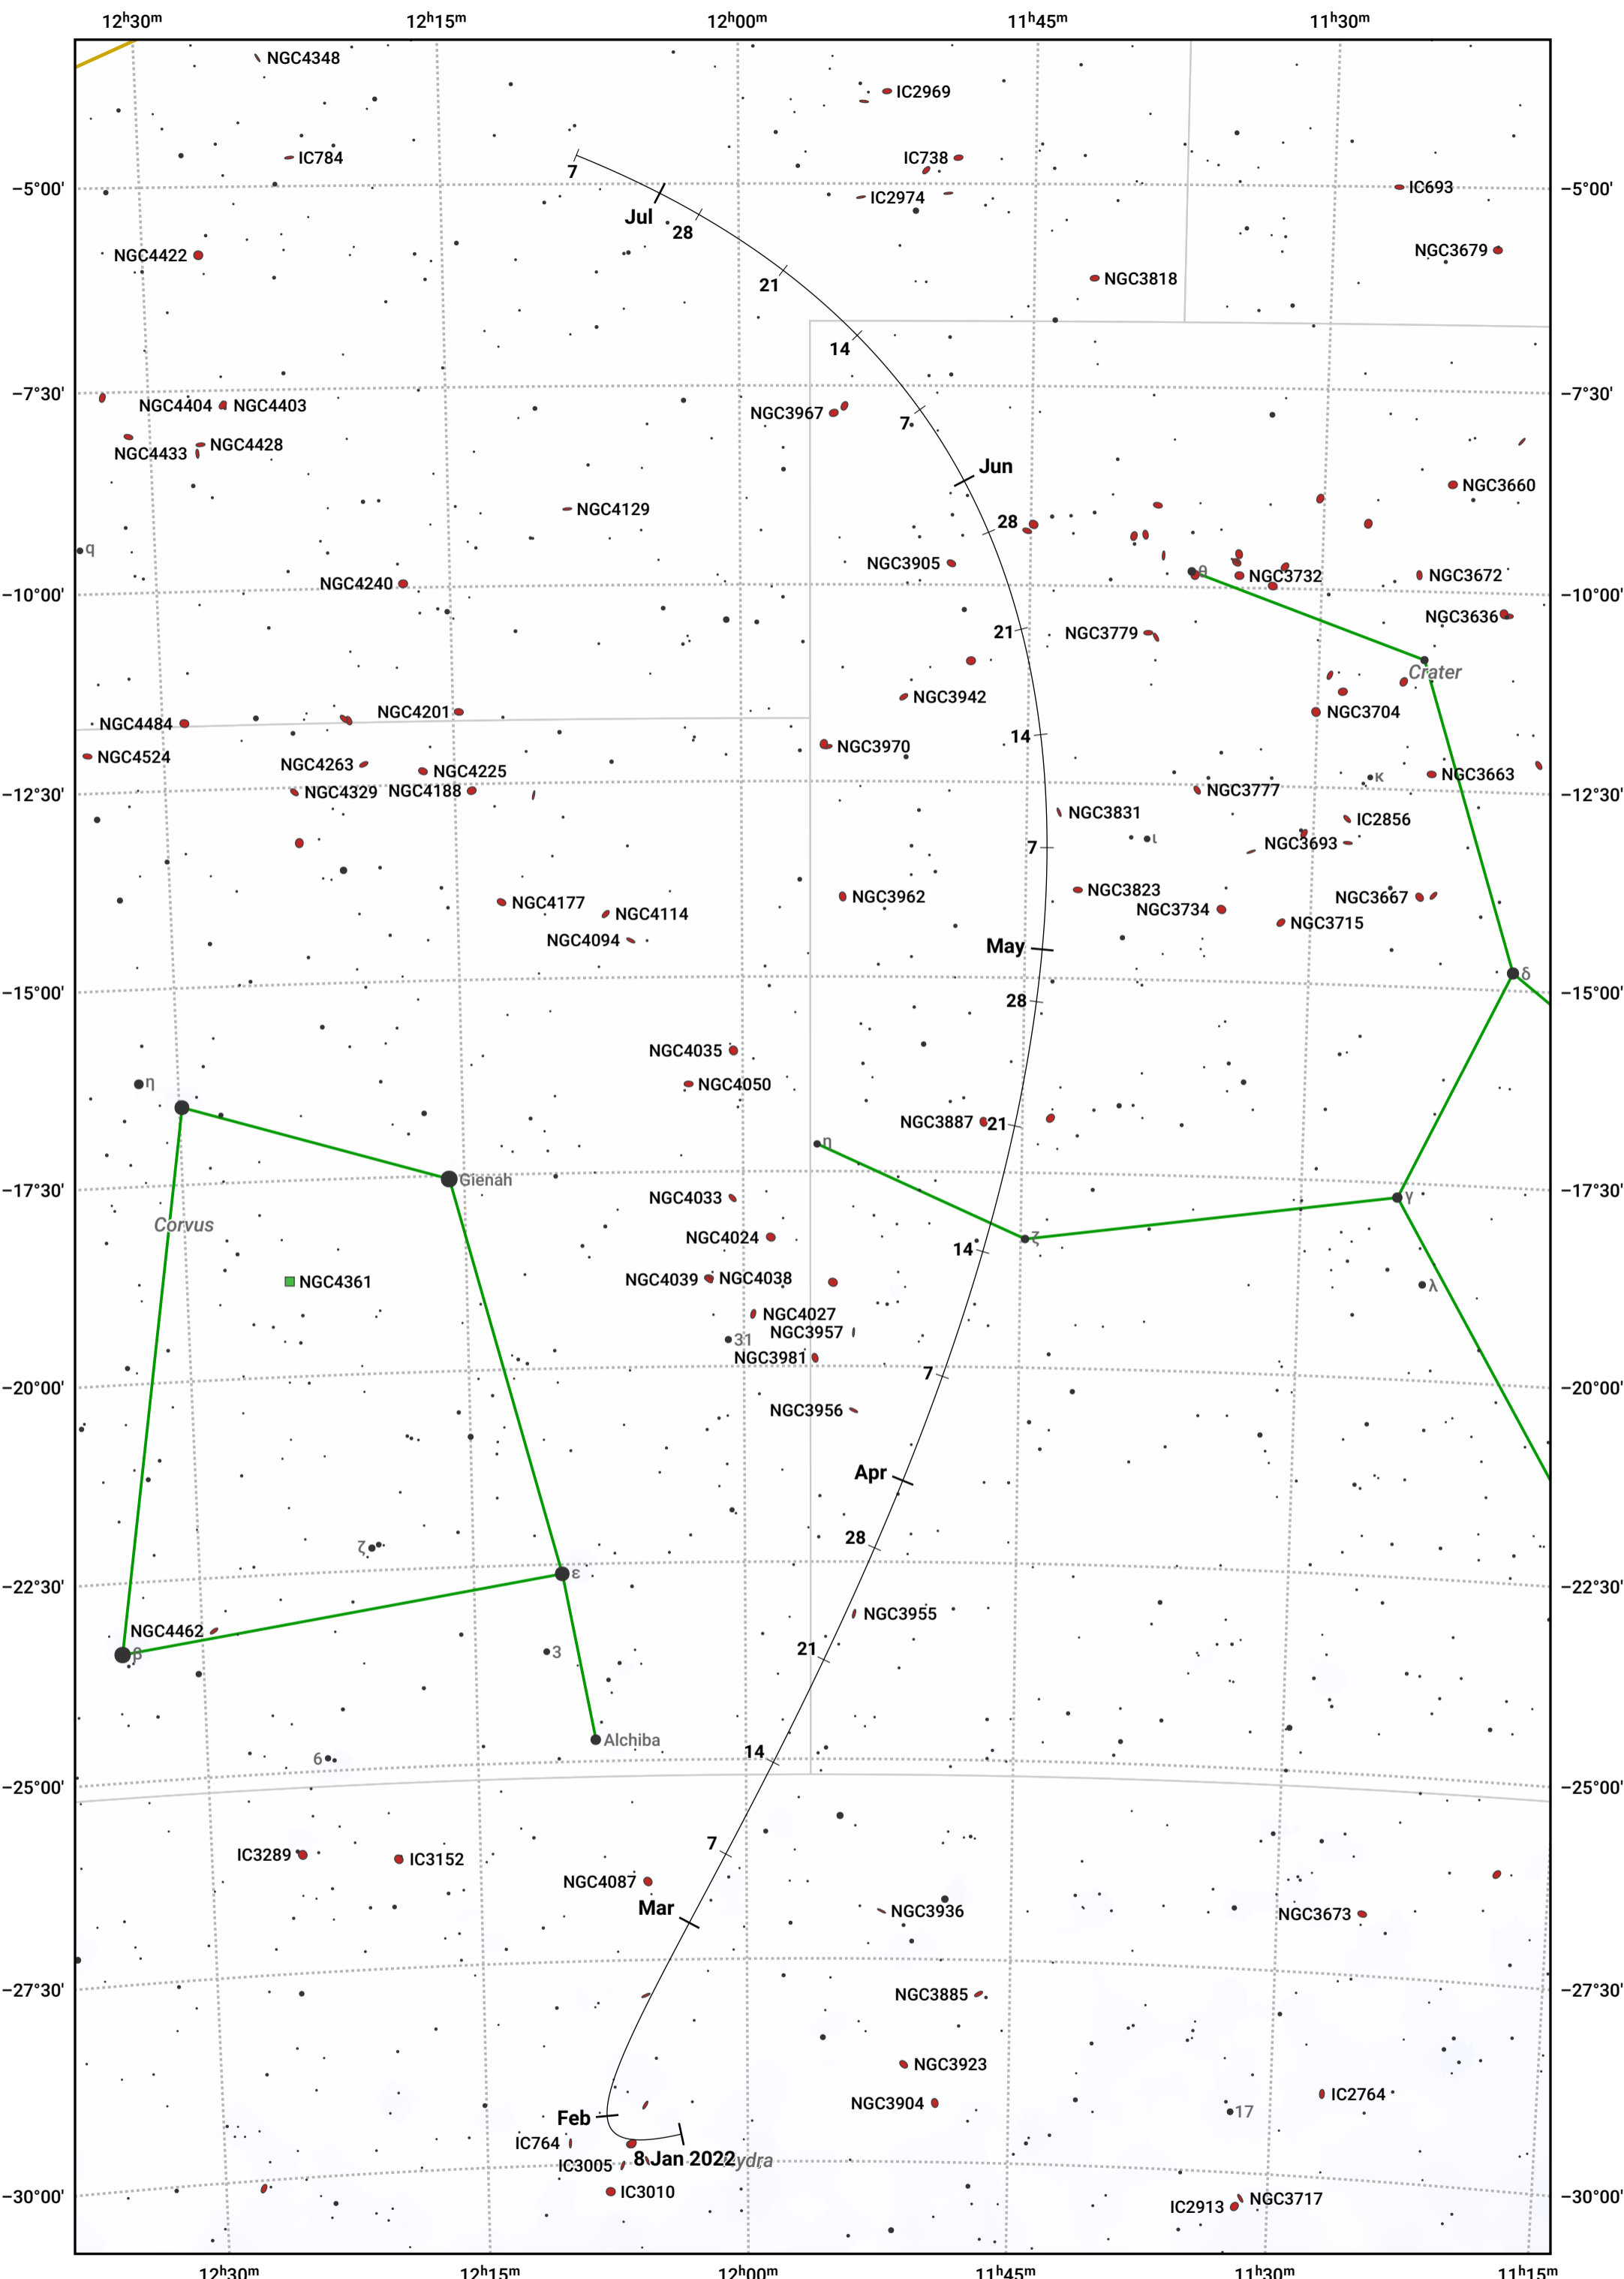 12h30m 12h15m 12h00m 11h45m 11h30m
NGC4348
IC2969
IC784
IC738
7
−5°00' −5°00'
IC693
IC2974
Jul
28
NGC4422
NGC3679
NGC3818
21
14
−7°30' −7°30'
NGC4404 NGC4403
NGC3967
7
NGC4428
NGC4433
Jun
NGC3660
NGC4129
28
q
NGC3905
θ
NGC3732
NGC3672
NGC4240
−10°00' −10°00'
NGC3636
21
NGC3779
Crater
NGC3942
NGC4201
NGC3704
NGC4484
14
NGC3970
NGC4524
NGC4263
NGC4225
NGC3663
κ
NGC4329
NGC4188
NGC3777
−12°30' −12°30'
NGC3831
IC2856
ι
NGC3693
7
NGC3823
NGC3962
NGC3667
NGC4177
NGC3734
NGC4114
NGC3715
NGC4094
May
δ
−15°00' −15°00'
28
NGC4035
η
NGC4050
NGC3887
21
η
Gienah
−17°30' −17°30'
NGC4033
γ
Corvus
NGC4024
ζ
14
NGC4039 NGC4038
NGC4361
λ
NGC4027
NGC3957
31
NGC3981
7
−20°00' −20°00'
NGC3956
Apr
28
ζ
ε
−22°30' −22°30'
NGC3955
NGC4462
21
β
3
Alchiba
14
6
−25°00' −25°00'
7
IC3289
IC3152
NGC4087
Mar
NGC3936
NGC3673
−27°30' −27°30'
NGC3885
NGC3923
IC2764
NGC3904
17
Feb
IC764
8 Jan 2022
ydra
IC3005
IC3010
−30°00' −30°00'
NGC3717
IC2913
12h30m 12h15m 12h00m 11h45m 11h30m 11h15m